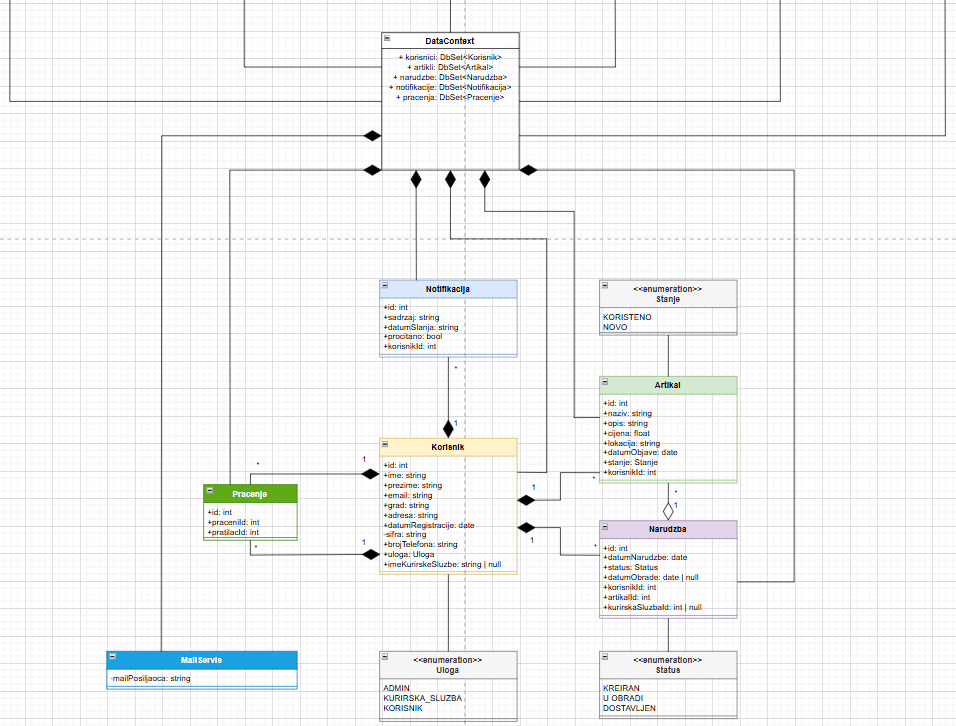 DataContext
+ korisnici: DbSet<Korisnik>
+ artikli: DbSet<Artikal>
+ narudzbe: DbSet<Narudzba>
+ notifikacije: DbSet<Notifikacija>
+ pracenja: DbSet<Pracenje>
Notifikacija
+id: int
+sadrzaj: string
+datumSlanja: string
+procitano: bool
+korisnikId: int
*
1
<<enumeration>>
Stanje
KORISTENO
NOVO
Artikal
+id: int
+naziv: string
+opis: string
+cijena: float
+lokacija: string
+datumObjave: date
+stanje: Stanje
+korisnikId: int
*
1
Korisnik
+id: int
+ime: string
+prezime: string
+email: string
+grad: string
+adresa: string
+datumRegistracije: date
-sifra: string
+brojTelefona: string
+uloga: Uloga
+imeKurirskeSluzbe: string | null
*
1
*
1
1
*
1
*
Pracenje
+id: int
+praceniId: int
+pratilacId: int
Narudzba
+id: int
+datumNarudzbe: date
+status: Status
+datumObrade: date | null
+korisnikId: int
+artikalId: int
+kurirskaSluzbaId: int | null
MailServis
-mailPosiljaoca: string
<<enumeration>>
Uloga
ADMIN
KURIRSKA_SLUZBA
KORISNIK
<<enumeration>>
Status
KREIRAN
U OBRADI
DOSTAVLJEN